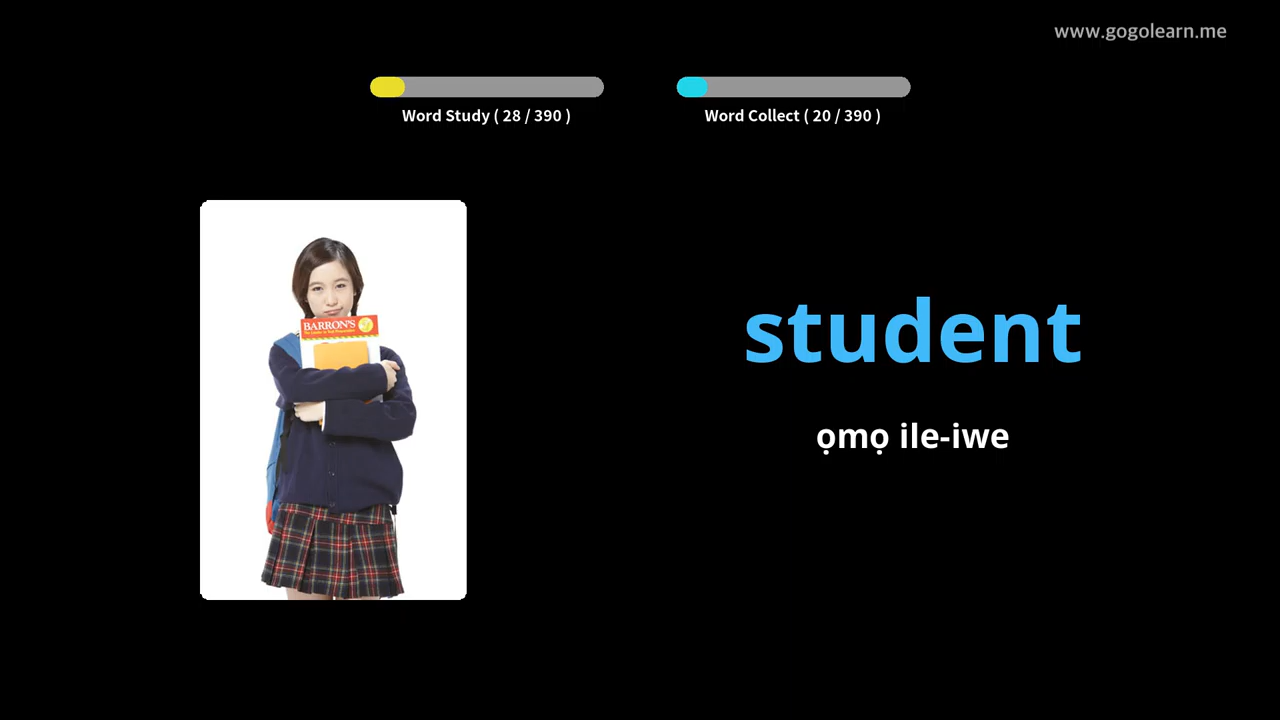 www.gogolearn.me
Word Study ( 28 / 390 )
Word Collect ( 20 / 390 )
BARRON'S
student
ọmọ ile-iwe